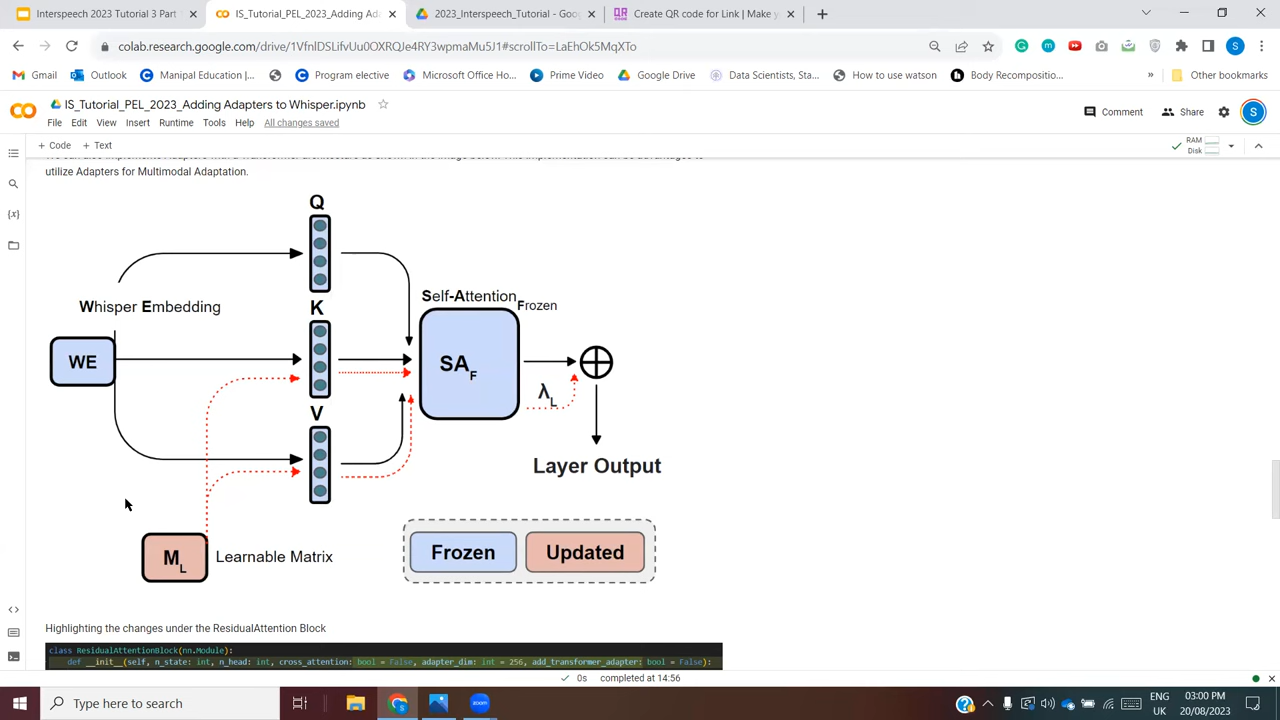 Interspeech 2023 Tutorial 3 Part
IS_Tutorial_PEL_2023_Adding Ada
2023_Interspeech_Tutorial - Goog
Create QR code for Link | Make y
colab.research.google.com/drive/
Gmail
Outlook
Manipal Education |
Program elective
Microsoft Office Ho...
Prime Video
Google Drive
Data Scientists, Sta...
How to use watson
Body Recompositio...
»
Other bookmarks
IS_Tutorial_PEL_2023_Adding Adapters to Whisper.ipynb
File Edit View Insert Runtime Tools Help All changes saved
Comment
Share
S
+ Code + Text
RAM
Disk
utilize Adapters for Multimodal Adaptation.
Q
Whisper Embedding
K
Self-Attention Frozen
WE
SA F
λ L
V
Layer Output
M L
Learnable Matrix
Frozen
Updated
Highlighting the changes under the ResidualAttention Block
class ResidualAttentionBlock(nn.Module):
def __init__(self, n_state: int, n_head: int, cross_attention: bool = False, adapter_dim: int = 256, add_transformer_adapter: bool = False):
0s completed at 14:56
Type here to search
zoom
ENG
UK
03:00 PM
20/08/2023